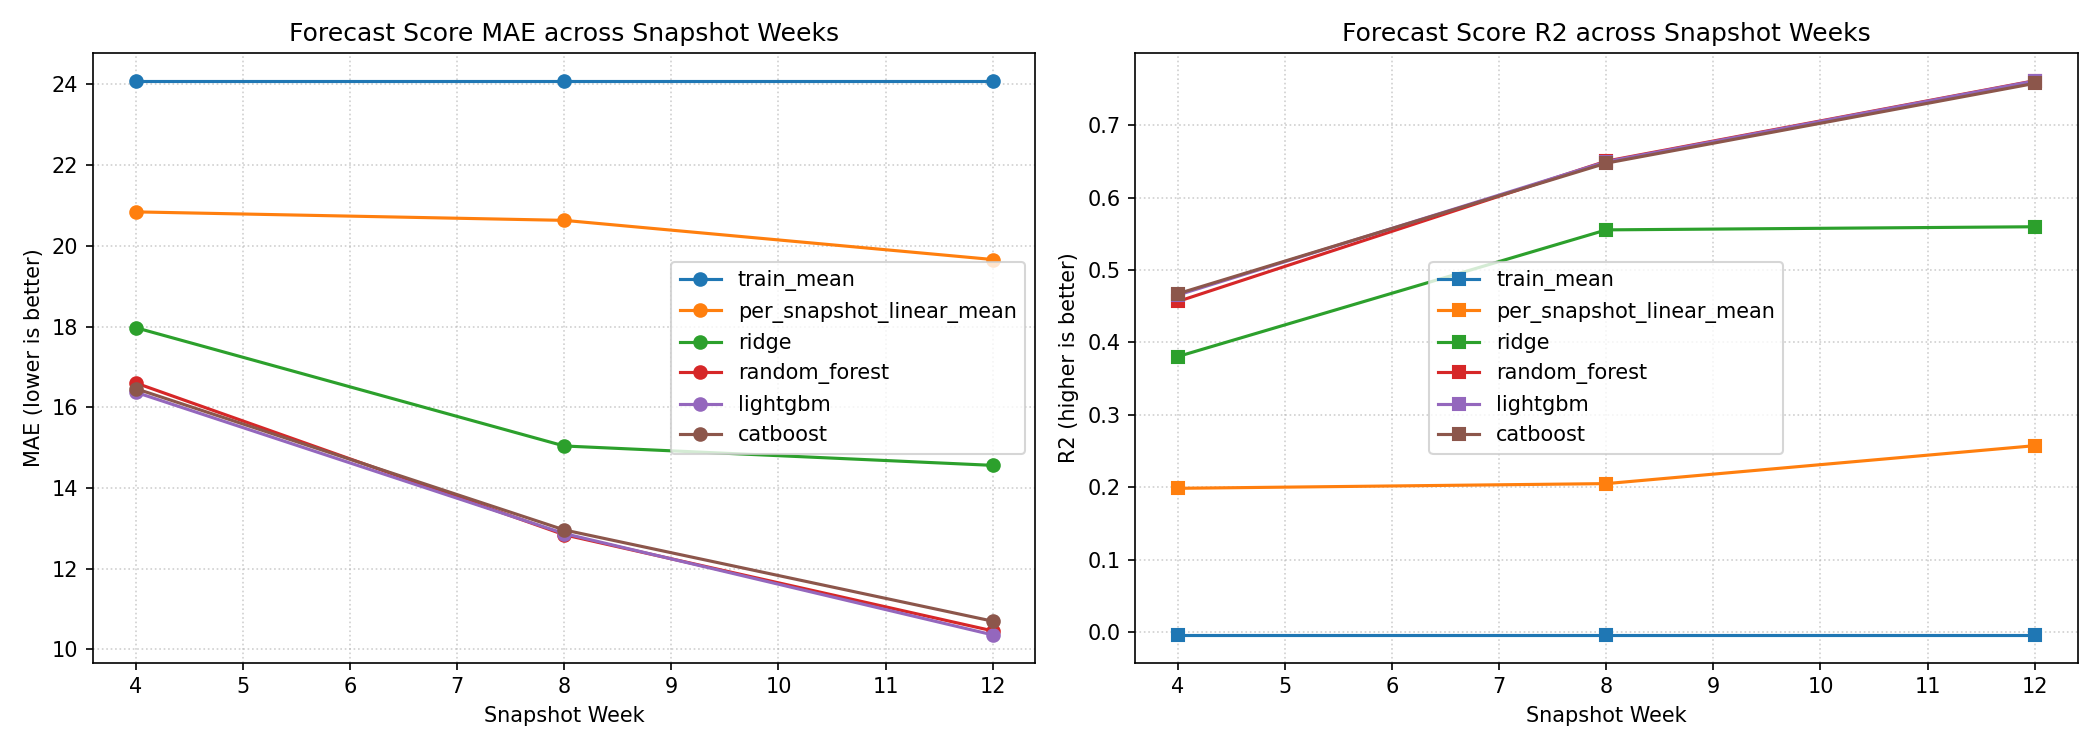 Forecast Score MAE across Snapshot Weeks
MAE (lower is better)
24
22
20
18
16
14
12
10
train_mean
per_snapshot_linear_mean
ridge
random_forest
lightgbm
catboost
4 5 6 7 8 9 10 11 12
Snapshot Week
Forecast Score R2 across Snapshot Weeks
R2 (higher is better)
0.7
0.6
0.5
0.4
0.3
0.2
0.1
0.0
train_mean
per_snapshot_linear_mean
ridge
random_forest
lightgbm
catboost
4 5 6 7 8 9 10 11 12
Snapshot Week